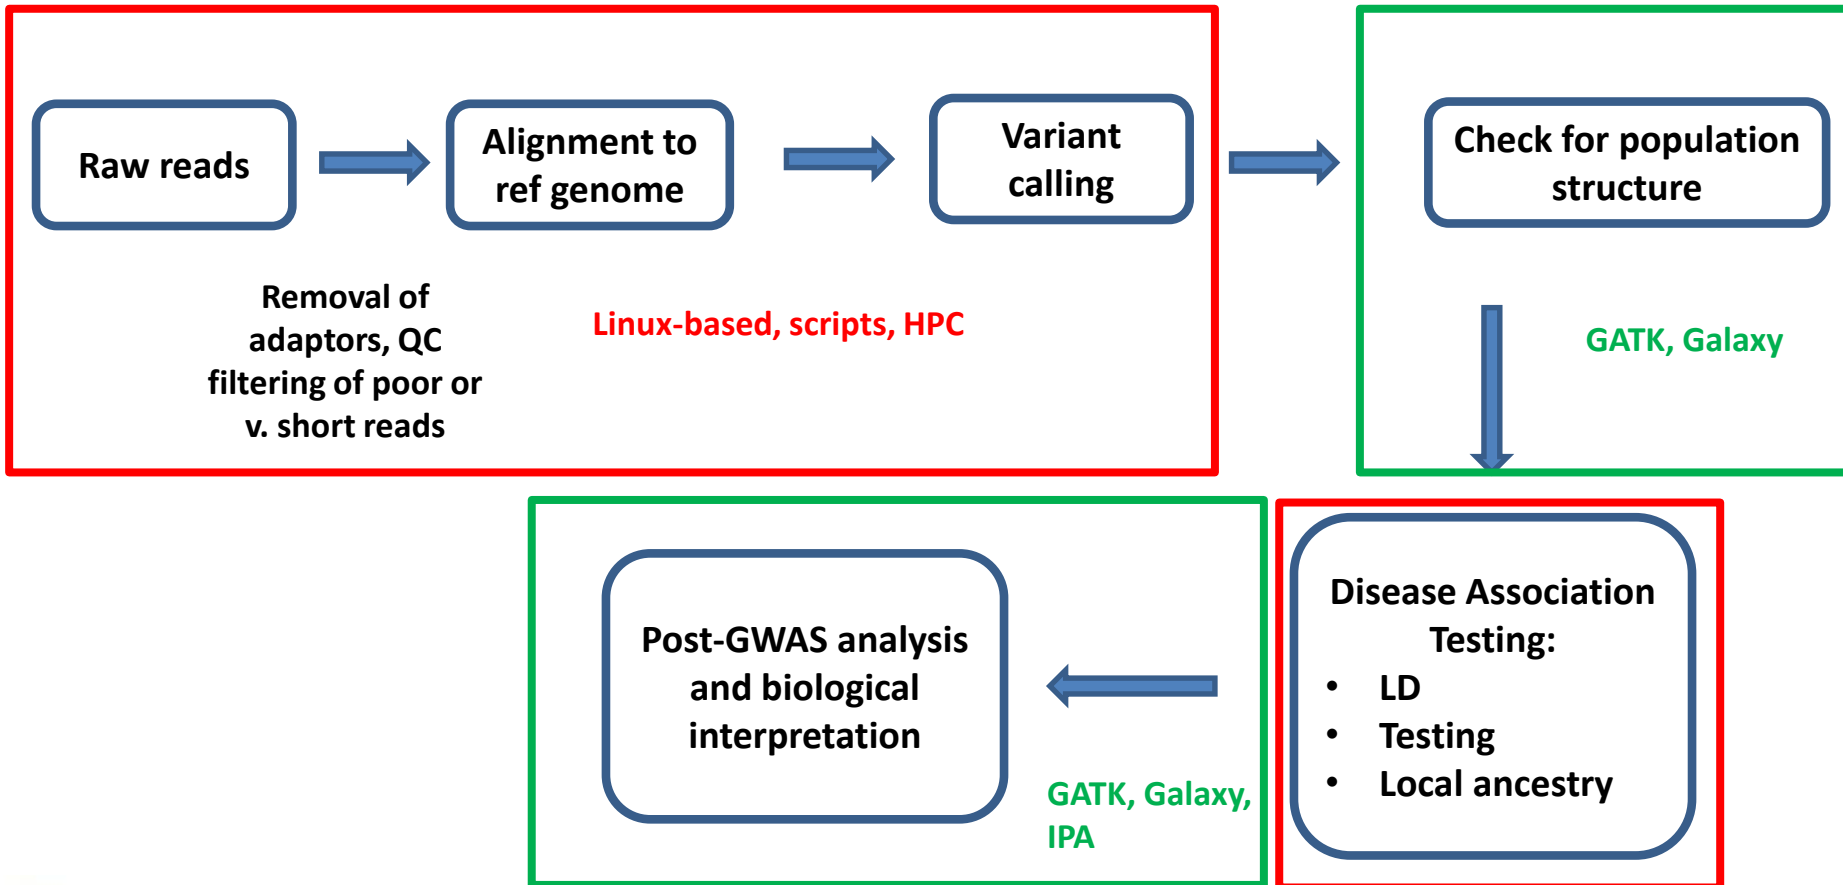 Raw reads
Alignment to
ref genome
Variant
calling
Check for population
structure
Removal of
adaptors, QC
filtering of poor or
v. short reads
Linux-based, scripts, HPC
GATK, Galaxy
Disease Association
Testing:
• LD
• Testing
• Local ancestry
Post-GWAS analysis
and biological
interpretation
GATK, Galaxy,
IPA